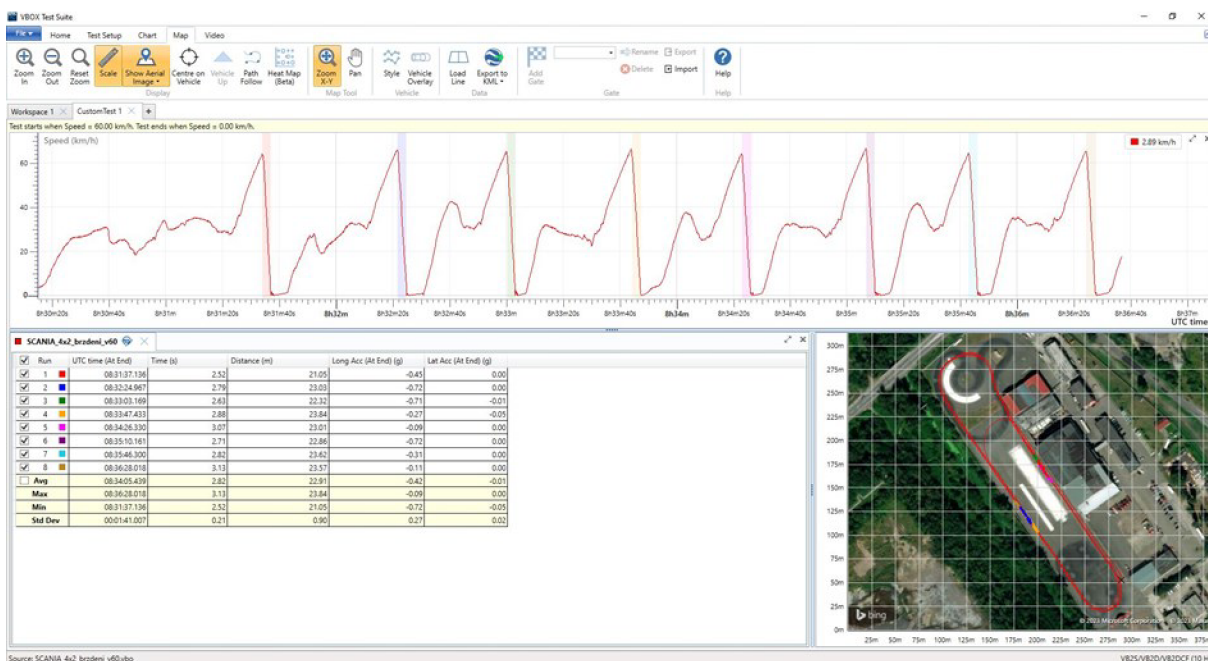 VBOX Test Suite
File Home Test Setup Chart Map Video
Zoom In Zoom Out Reset Zoom Scale Show Aerial Image Centre on Vehicle Vehicle Up Path Follow Heat Map (Beta) Zoom X-Y Pan Style Vehicle Overlay Load Line Export to KML Add Gate Rename Delete Export Import Help
Display Map Tool Vehicle Data Gate Help
Workspace 1 CustomTest 1 +
Test starts when Speed = 60.00 km/h. Test ends when Speed = 0.00 km/h.
Speed (km/h) 2.89 km/h
60
40
20
0
8h30m20s 8h30m40s 8h31m 8h31m20s 8h31m40s 8h32m 8h32m20s 8h32m40s 8h33m 8h33m20s 8h33m40s 8h34m 8h34m20s 8h34m40s 8h35m 8h35m20s 8h35m40s 8h36m 8h36m20s 8h36m40s 8h37m
UTC time
SCANIA_4x2_brzdeni_v60
Run UTC time (At End) Time (s) Distance (m) Long Acc (At End) (g) Lat Acc (At End) (g)
1 08:31:37.136 2.52 21.05 -0.45 0.00
2 08:32:24.967 2.79 23.03 -0.72 0.00
3 08:33:03.169 2.63 22.32 -0.71 -0.01
4 08:33:47.433 2.88 23.84 -0.27 -0.05
5 08:34:26.330 3.07 23.01 -0.09 0.00
6 08:35:10.161 2.71 22.86 -0.72 0.00
7 08:35:46.300 2.82 23.62 -0.31 0.00
8 08:36:28.018 3.13 23.57 -0.11 0.00
Avg 08:34:05.439 2.82 22.91 -0.42 -0.01
Max 08:36:28.018 3.13 23.84 -0.09 0.00
Min 08:31:37.136 2.52 21.05 -0.72 -0.05
Std Dev 00:01:41.007 0.21 0.90 0.27 0.02
300m
275m
250m
225m
200m
175m
150m
125m
100m
75m
50m
25m
0m
bing
© 2023 Microsoft Corporation
25m 50m 75m 100m 125m 150m 175m 200m 225m 250m 275m 300m 325m 350m
Source: SCANIA_4x2_brzdeni_v60.vbo VB2S/VB2D/VB2DCF (10 H